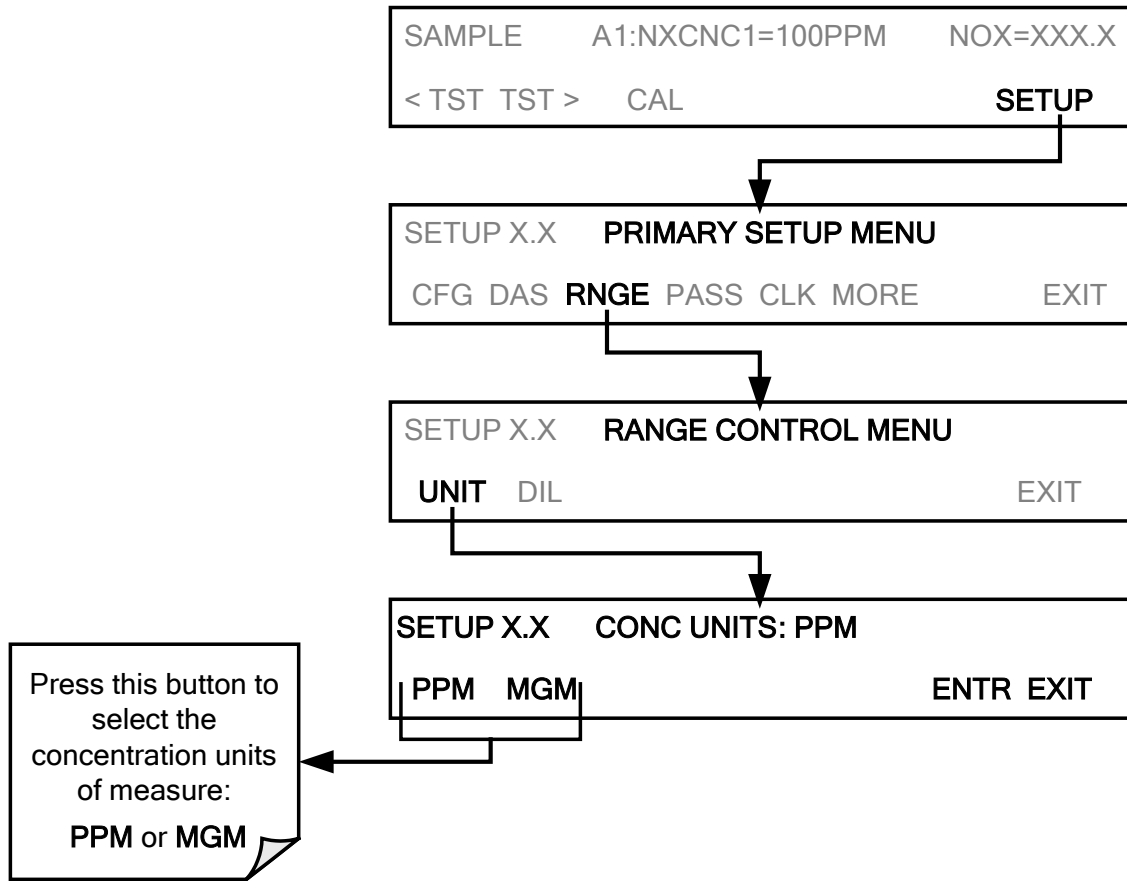 SAMPLE A1:NXCNC1=100PPM NOX=XXX.X
< TST TST > CAL SETUP
SETUP X.X PRIMARY SETUP MENU
CFG DAS RNGE PASS CLK MORE EXIT
SETUP X.X RANGE CONTROL MENU
UNIT DIL EXIT
SETUP X.X CONC UNITS: PPM
PPM MGM ENTR EXIT
Press this button to
select the
concentration units
of measure:
PPM or MGM